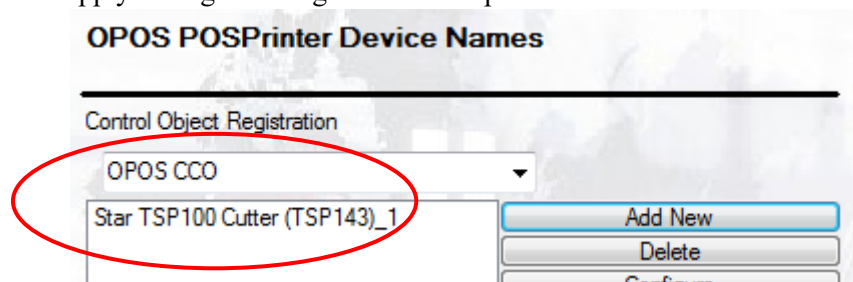 OPOS POSPrinter Device Names
Control Object Registration
OPOS CCO
Star TSP100 Cutter (TSP143)_1
Add New
Delete